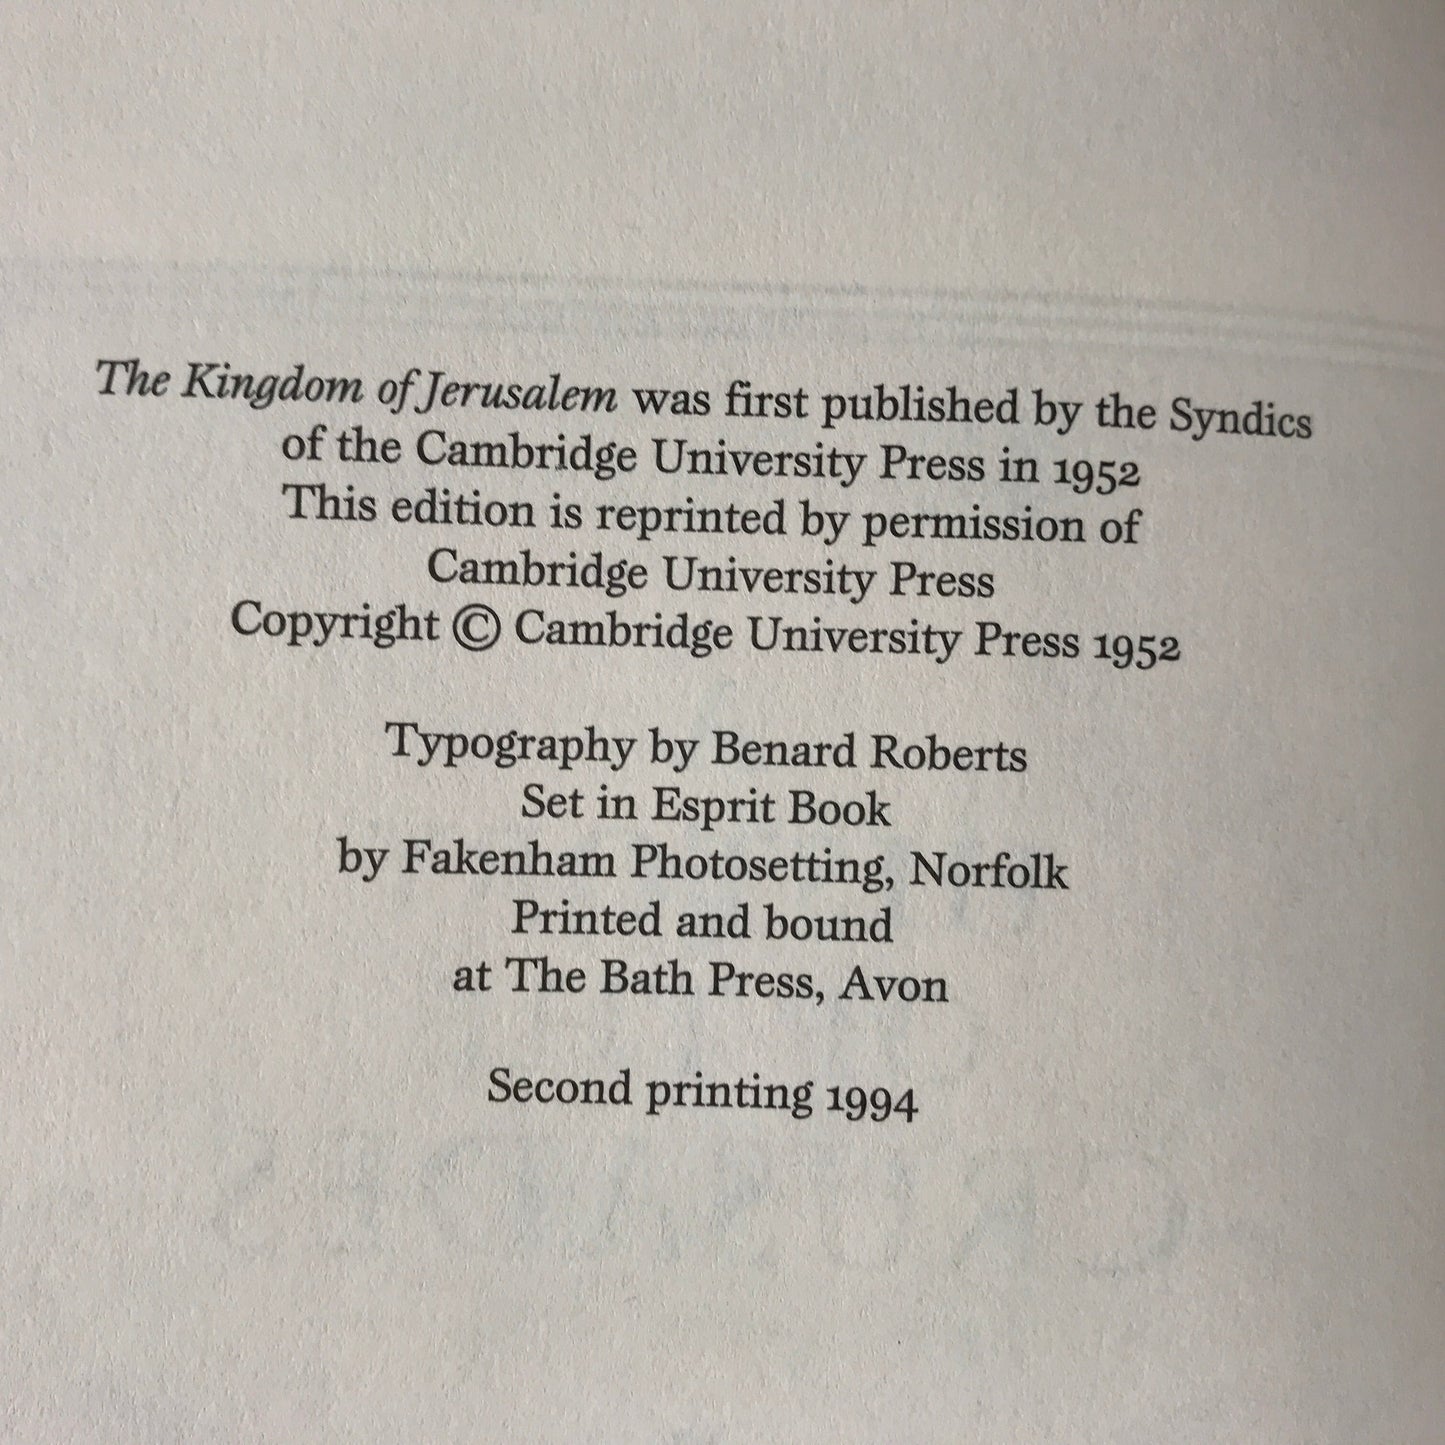 The Kingdom of Jerusalem was first published by the Syndics
of the Cambridge University Press in 1952
This edition is reprinted by permission of
Cambridge University Press
Copyright © Cambridge University Press 1952
Typography by Benard Roberts
Set in Esprit Book
by Fakenham Photosetting, Norfolk
Printed and bound
at The Bath Press, Avon
Second printing 1994